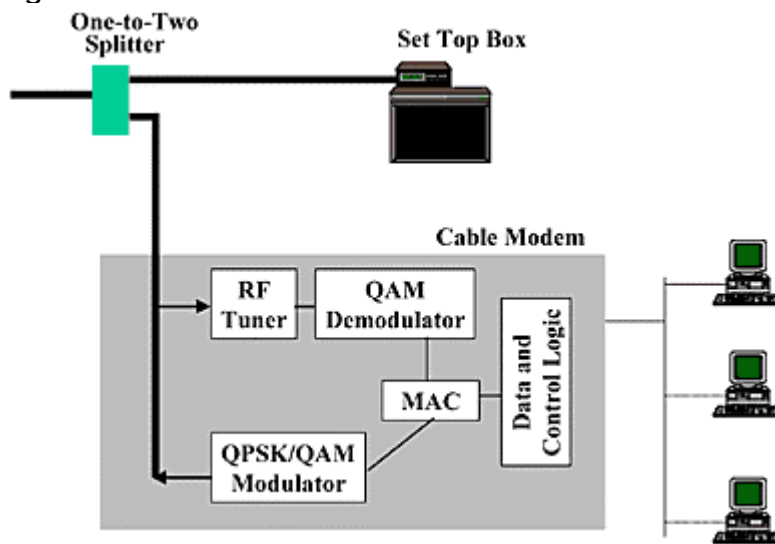 One-to-Two
Splitter
Set Top Box
Cable Modem
RF
Tuner
QAM
Demodulator
MAC
Data and
Control Logic
QPSK/QAM
Modulator